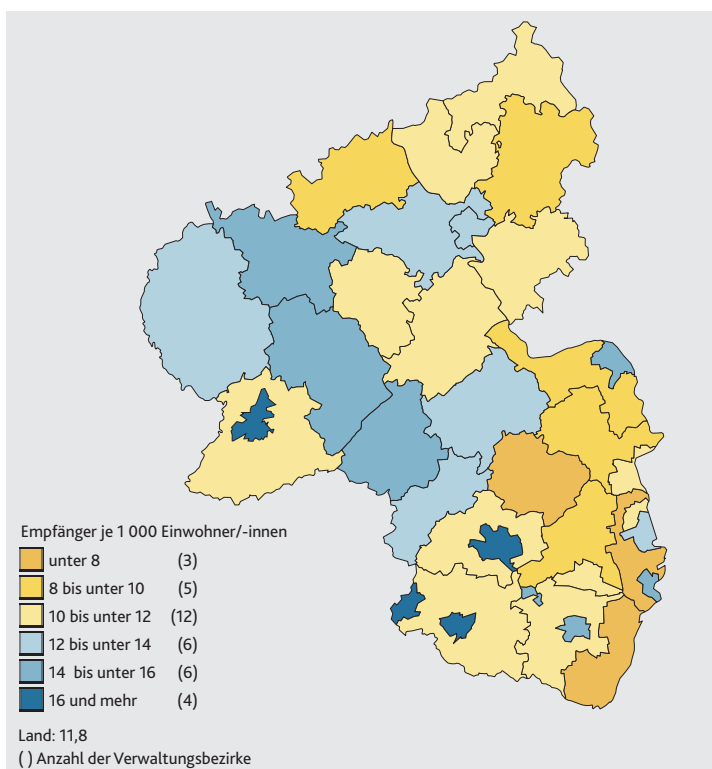 Empfänger je 1 000 Einwohner/-innen
unter 8 (3)
8 bis unter 10 (5)
10 bis unter 12 (12)
12 bis unter 14 (6)
14 bis unter 16 (6)
16 und mehr (4)
Land: 11,8
( ) Anzahl der Verwaltungsbezirke